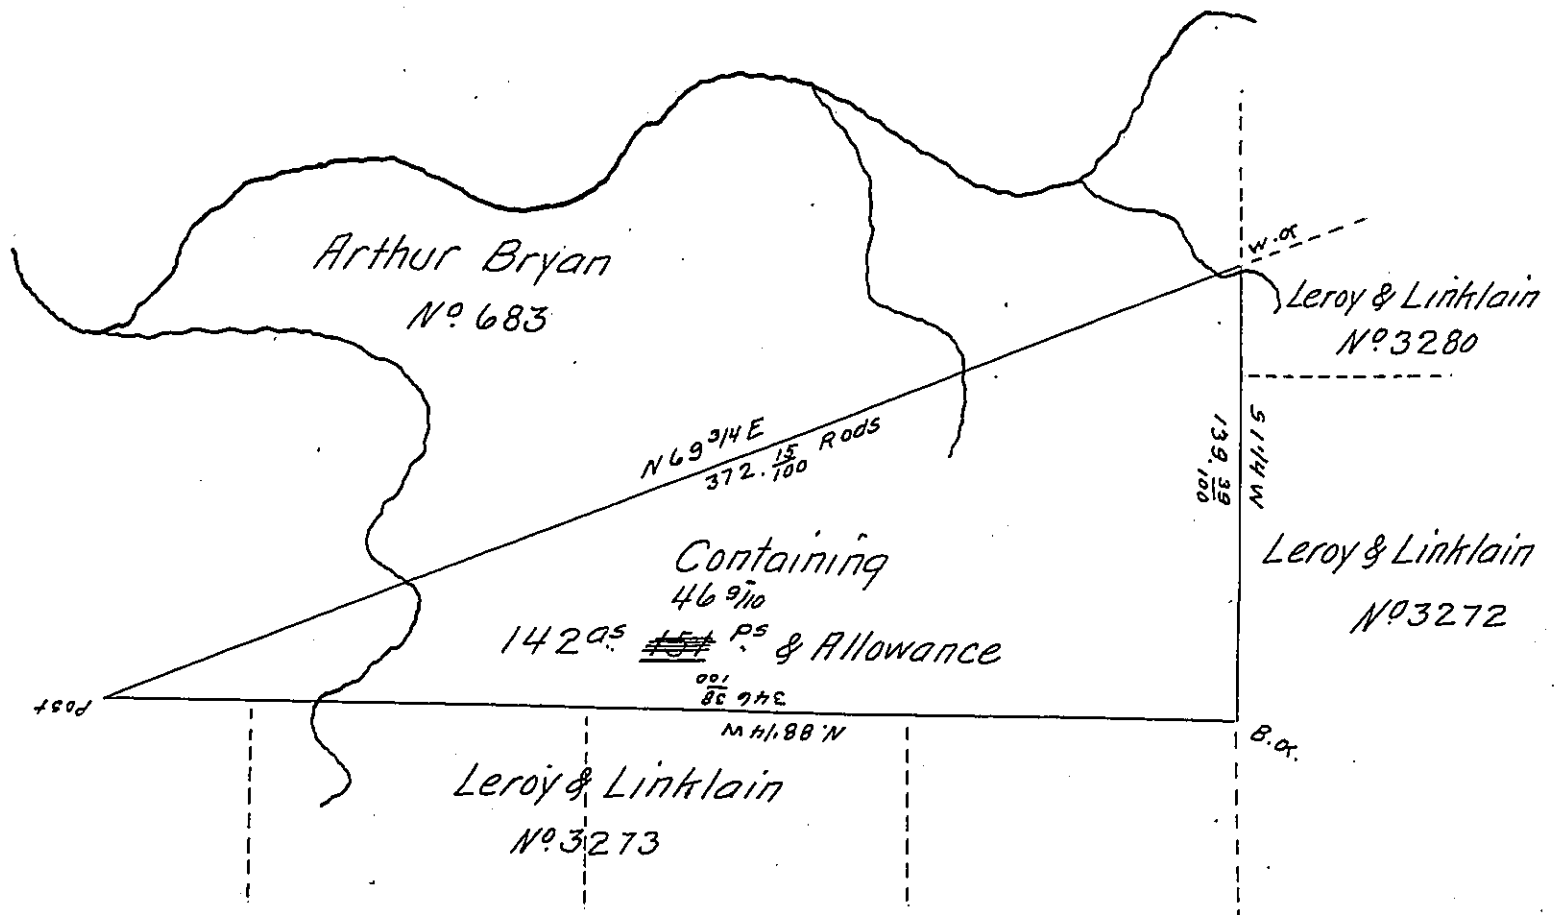 Arthur Bryan
Nº 683
W.O.
Leroy & Linklain
Nº 3280
N 69 3/4 E
372. 15/100 Rods
S 1 1/4 W
139. 39/100
Containing
46 9/10
142 as. 151 ps. & Allowance
Leroy & Linklain
Nº 3272
Post
346 38/100
N. 88 1/4 W
B.O.
Leroy & Linklain
Nº 3273